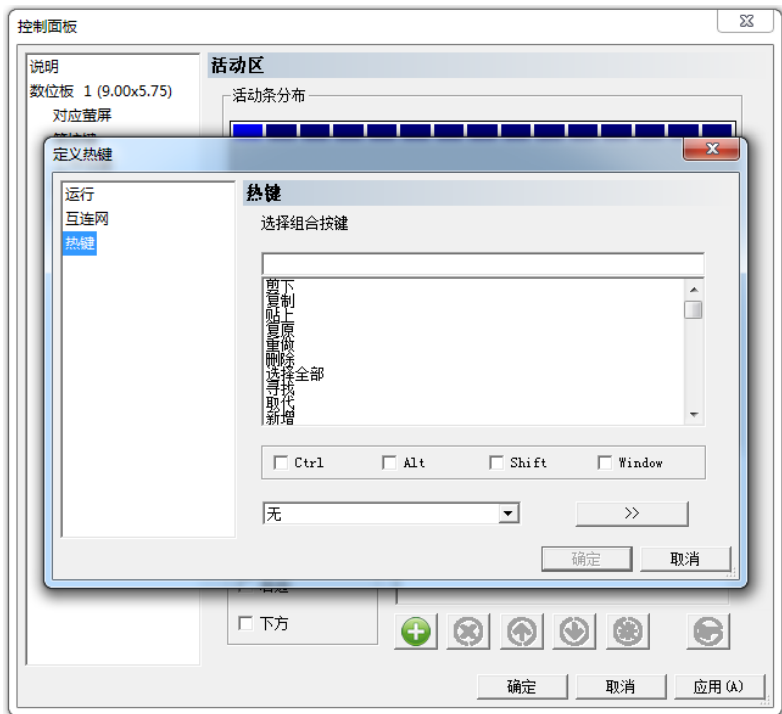 控制面板
说明
数位板 1 (9.00x5.75)
对应萤屏
活动区
活动条分布
定义热键
运行
互连网
热键
热键
选择组合按键
剪下
复制
贴上
复原
重做
删除
选择全部
寻找
取代
新增
Ctrl Alt Shift Window
无
>>
确定 取消
下方
确定 取消 应用(A)